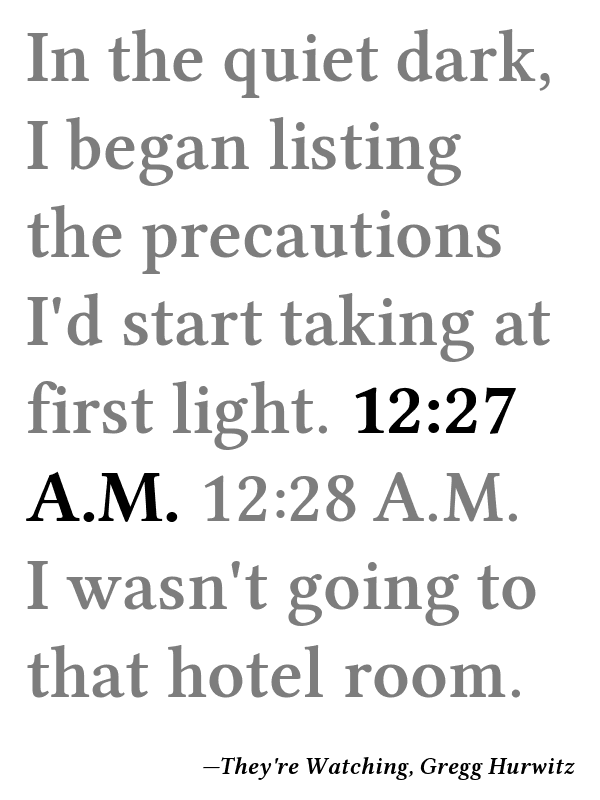 In the quiet dark,
I began listing
the precautions
I'd start taking at
first light. 12:27
A.M. 12:28 A.M.
I wasn't going to
that hotel room.
—They're Watching, Gregg Hurwitz